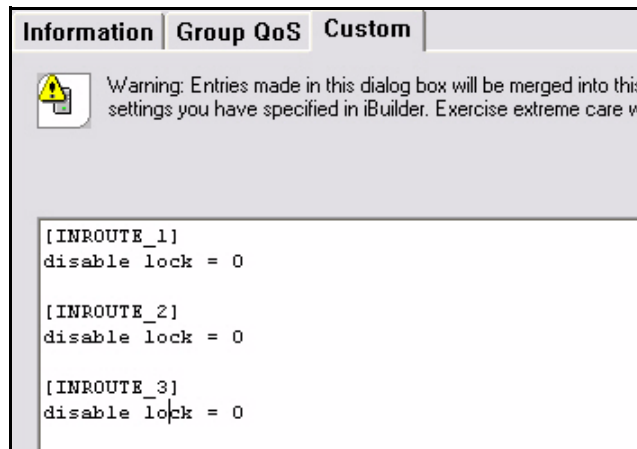 Information Group QoS Custom
Warning: Entries made in this dialog box will be merged into this
settings you have specified in iBuilder. Exercise extreme care
[INROUTE_1]
disable lock = 0
[INROUTE_2]
disable lock = 0
[INROUTE_3]
disable lock = 0